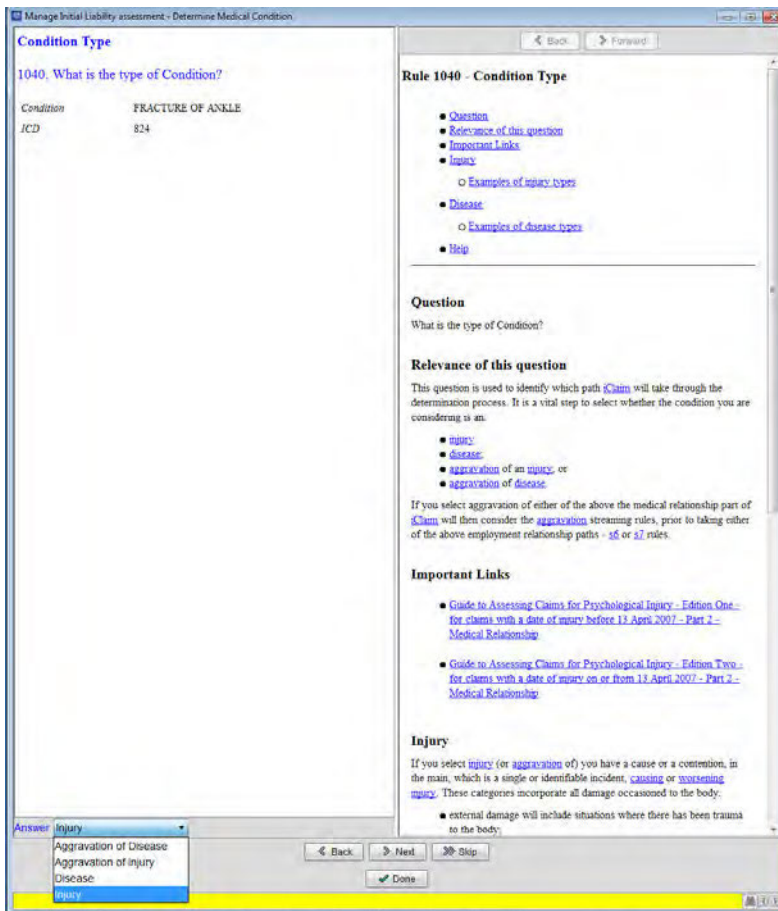 Manage Initial Liability assessment - Determine Medical Condition
Condition Type
1040, What is the type of Condition?
Condition FRACTURE OF ANKLE
ICD 824
Back Forward
Rule 1040 - Condition Type
Question
Relevance of this question
Important Links
Injury
Examples of injury types
Disease
Examples of disease types
Help
Question
What is the type of Condition?
Relevance of this question
This question is used to identify which path iClaim will take through the
determination process. It is a vital step to select whether the condition you are
considering is an.
injury
disease;
aggravation of an injury, or
aggravation of disease
If you select aggravation of either of the above the medical relationship part of
iClaim will then consider the aggravation streaming rules, prior to taking either
of the above employment relationship paths - s6 or s7 rules.
Important Links
Guide to Assessing Claims for Psychological Injury - Edition One -
for claims with a date of injury before 13 April 2007 - Part 2 -
Medical Relationship
Guide to Assessing Claims for Psychological Injury - Edition Two -
for claims with a date of injury on or from 13 April 2007 - Part 2 -
Medical Relationship
Injury
If you select injury (or aggravation of) you have a cause or a contention, in
the main, which is a single or identifiable incident, causing or worsening
injury. These categories incorporate all damage occasioned to the body.
external damage will include situations where there has been trauma
to the body;
Answer Injury
Aggravation of Disease
Aggravation of Injury
Disease
Injury
Back Next Skip
Done